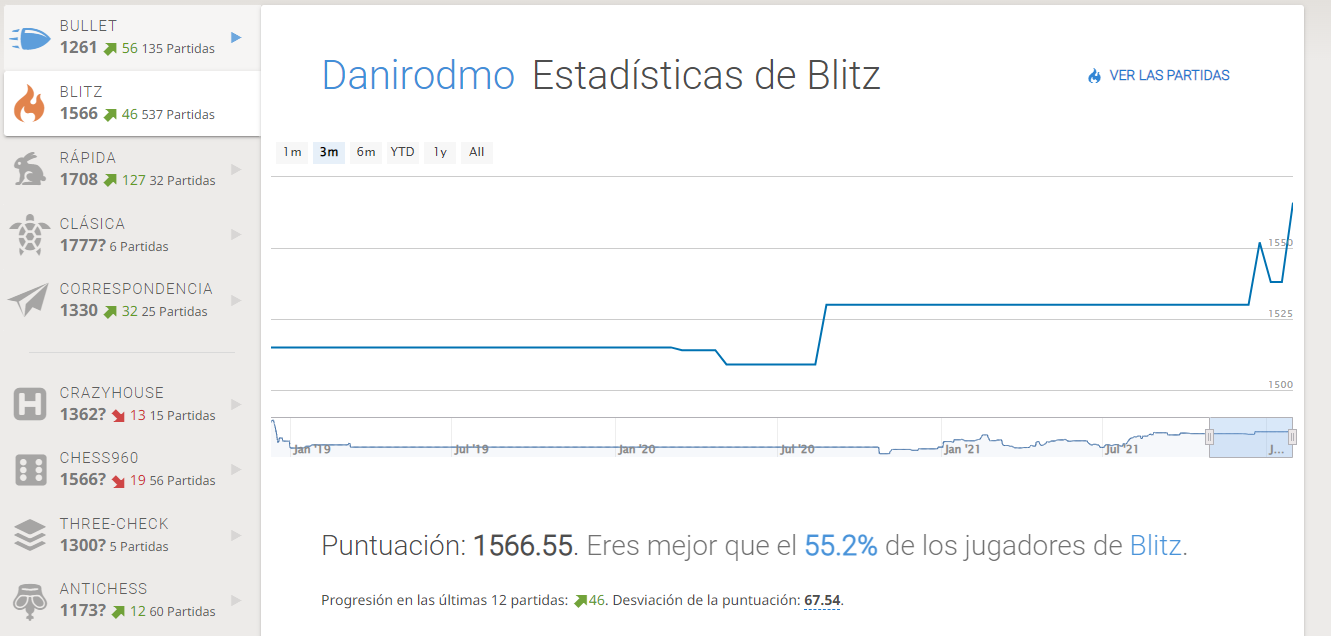 BULLET
1261 56 135 Partidas
BLITZ
1566 46 537 Partidas
RÁPIDA
1708 127 32 Partidas
CLÁSICA
1777? 6 Partidas
CORRESPONDENCIA
1330 32 25 Partidas
CRAZYHOUSE
1362? 13 15 Partidas
CHESS960
1566? 19 56 Partidas
THREE-CHECK
1300? 5 Partidas
ANTICHESS
1173? 12 60 Partidas
Danirodmo Estadísticas de Blitz
VER LAS PARTIDAS
1m 3m 6m YTD 1y All
1550
1525
1500
Jan '19 Jul '19 Jan '20 Jul '20 Jan '21 Jul '21 J...
Puntuación: 1566.55. Eres mejor que el 55.2% de los jugadores de Blitz.
Progresión en las últimas 12 partidas: 46. Desviación de la puntuación: 67.54.